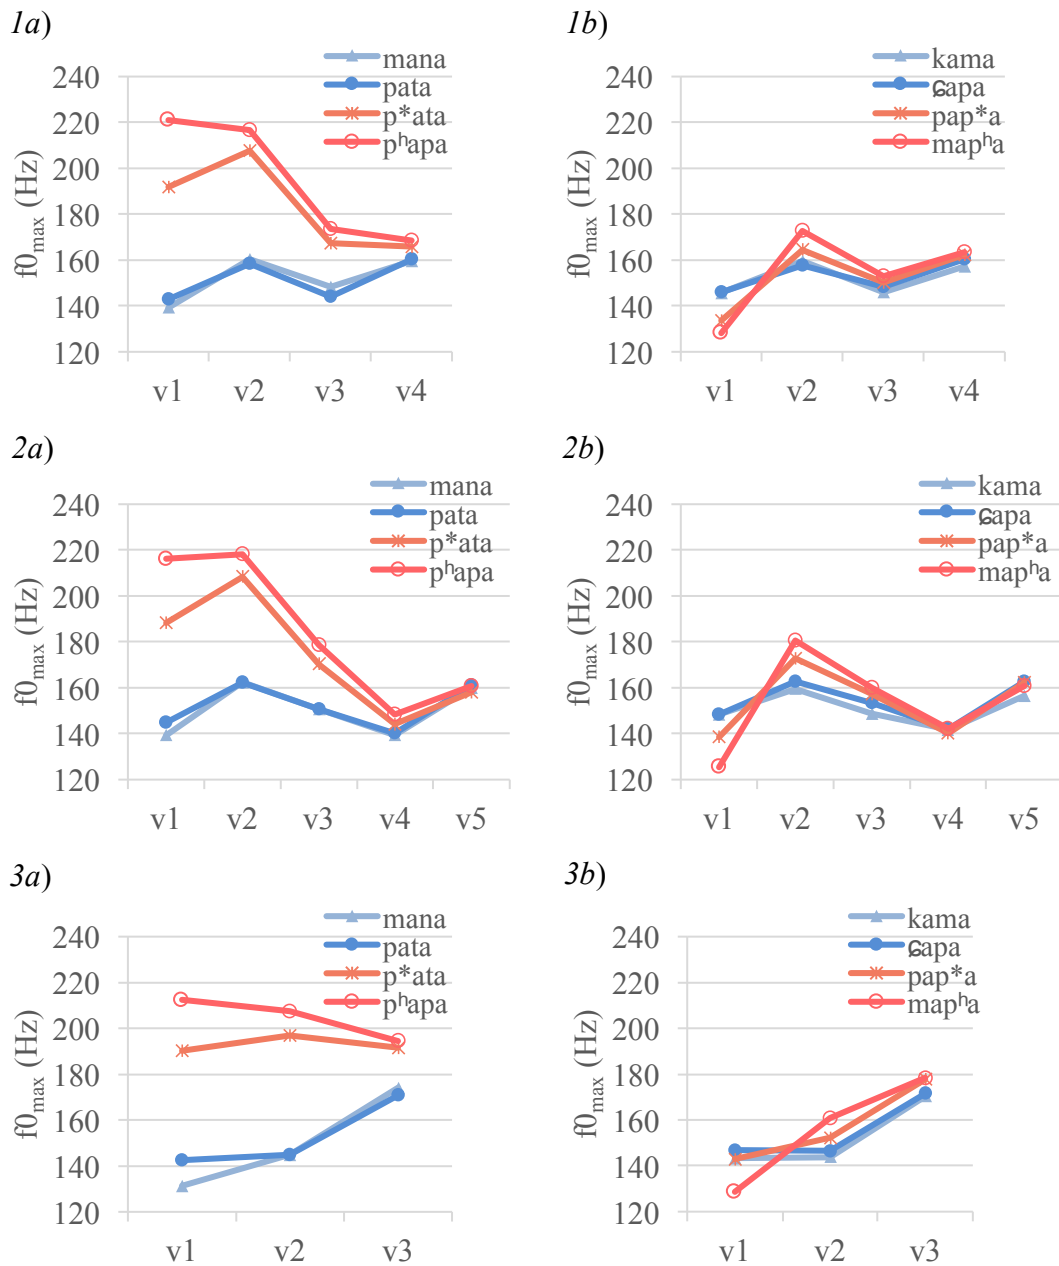 1a)
mana
pata
p*ata
pʰapa
f0max (Hz)
240
220
200
180
160
140
120
v1 v2 v3 v4
1b)
kama
ɕapa
pap*a
mapʰa
f0max (Hz)
240
220
200
180
160
140
120
v1 v2 v3 v4
2a)
mana
pata
p*ata
pʰapa
f0max (Hz)
240
220
200
180
160
140
120
v1 v2 v3 v4 v5
2b)
kama
ɕapa
pap*a
mapʰa
f0max (Hz)
240
220
200
180
160
140
120
v1 v2 v3 v4 v5
3a)
mana
pata
p*ata
pʰapa
f0max (Hz)
240
220
200
180
160
140
120
v1 v2 v3
3b)
kama
ɕapa
pap*a
mapʰa
f0max (Hz)
240
220
200
180
160
140
120
v1 v2 v3